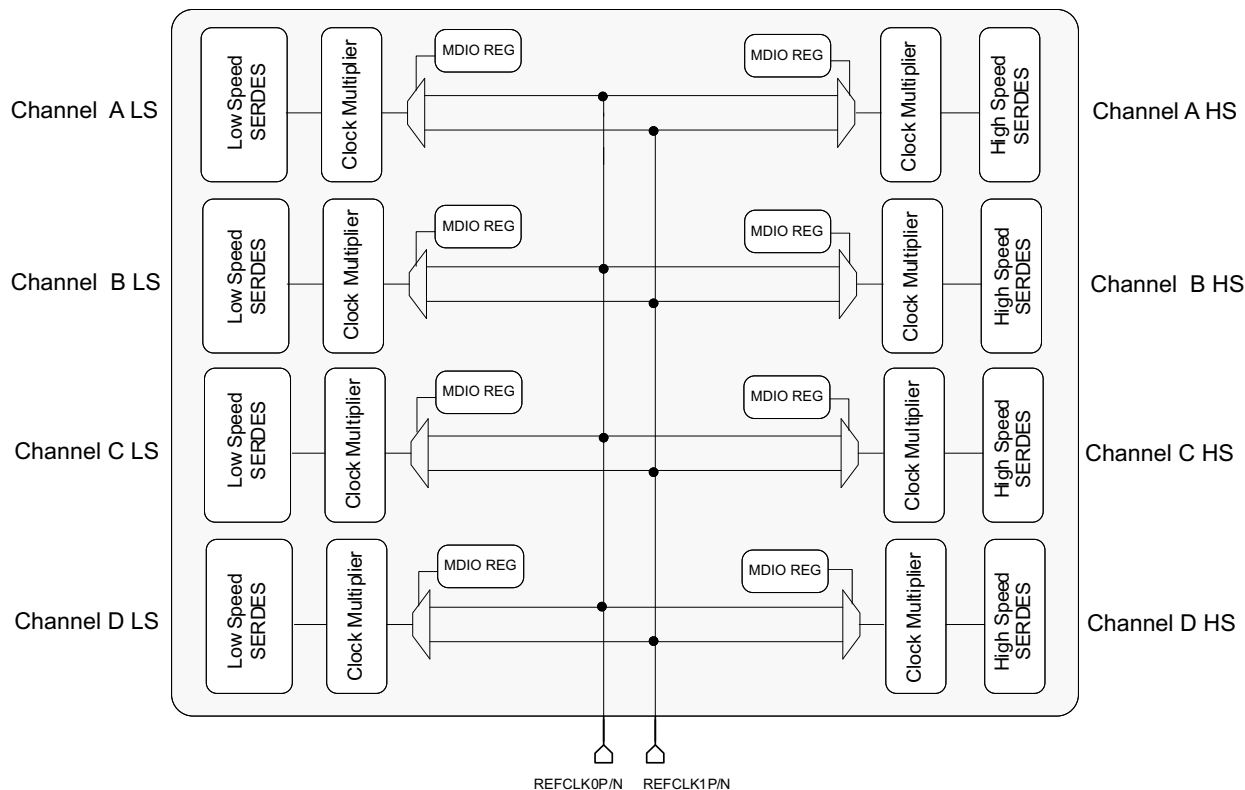 Channel A LS
Low Speed
SERDES
Clock Multiplier
MDIO REG
MDIO REG
Clock Multiplier
High Speed
SERDES
Channel A HS
Channel B LS
Low Speed
SERDES
Clock Multiplier
MDIO REG
MDIO REG
Clock Multiplier
High Speed
SERDES
Channel B HS
Channel C LS
Low Speed
SERDES
Clock Multiplier
MDIO REG
MDIO REG
Clock Multiplier
High Speed
SERDES
Channel C HS
Channel D LS
Low Speed
SERDES
Clock Multiplier
MDIO REG
MDIO REG
Clock Multiplier
High Speed
SERDES
Channel D HS
REFCLK0P/N
REFCLK1P/N